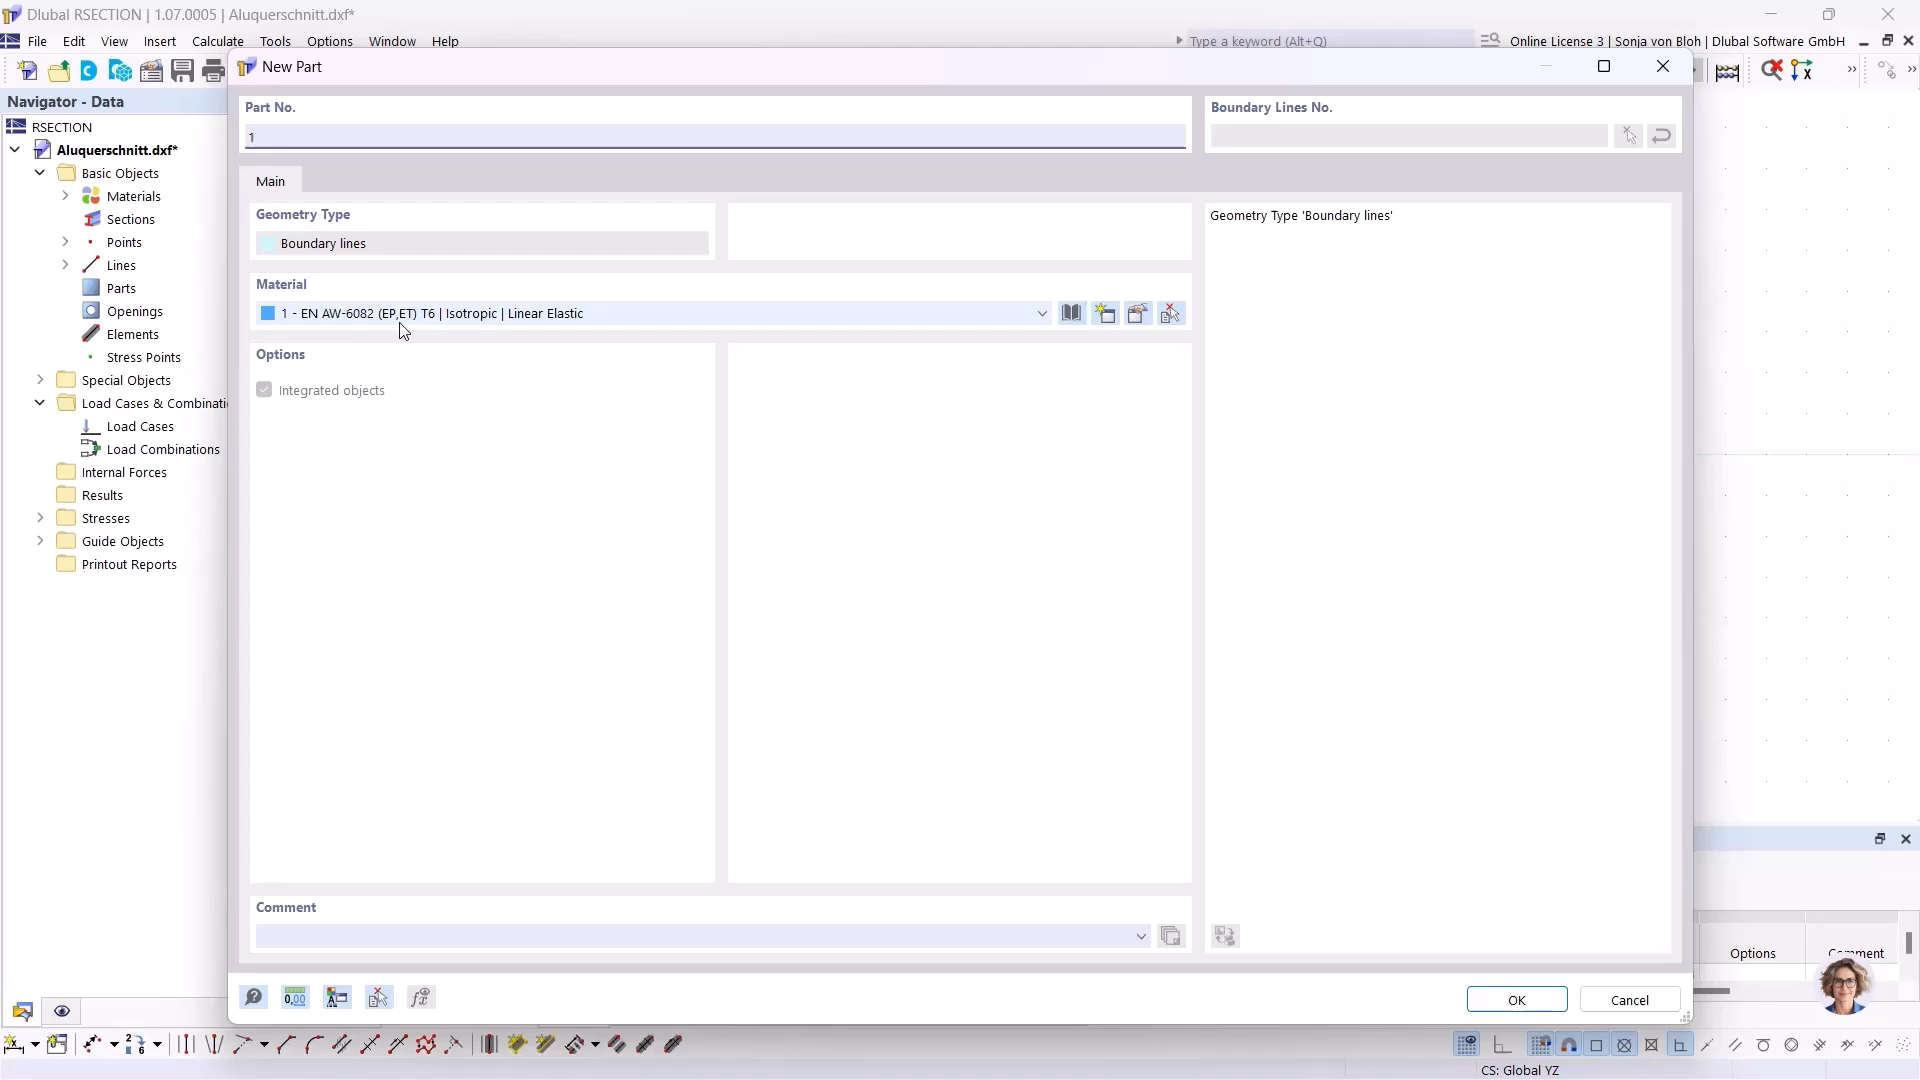 Dlubal RSECTION | 1.07.0005 | Aluquerschnitt.dxf*
File Edit View Insert Calculate Tools Options Window Help
Type a keyword (Alt+Q)
Online License 3 | Sonja von Bloh | Dlubal Software GmbH
New Part
Navigator - Data
RSECTION
Aluquerschnitt.dxf*
Basic Objects
Materials
Sections
Points
Lines
Parts
Openings
Elements
Stress Points
Special Objects
Load Cases & Combinati
Load Cases
Load Combinations
Internal Forces
Results
Stresses
Guide Objects
Printout Reports
Part No.
1
Boundary Lines No.
Main
Geometry Type
Boundary lines
Geometry Type 'Boundary lines'
Material
1 - EN AW-6082 (EP,ET) T6 | Isotropic | Linear Elastic
Options
Integrated objects
Comment
0,00
OK
Cancel
Options
Comment
CS: Global YZ